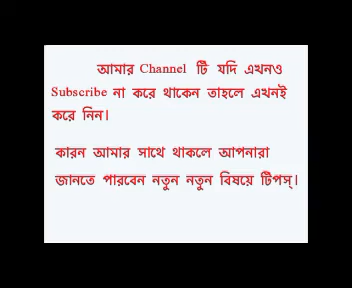 আমার Channel টি যদি এখনও
Subscribe না করে থাকেন তাহলে এখনই
করে নিন।
কারন আমার সাথে থাকলে আপনারা
জানতে পারবেন নতুন নতুন বিষয়ে টিপস্।